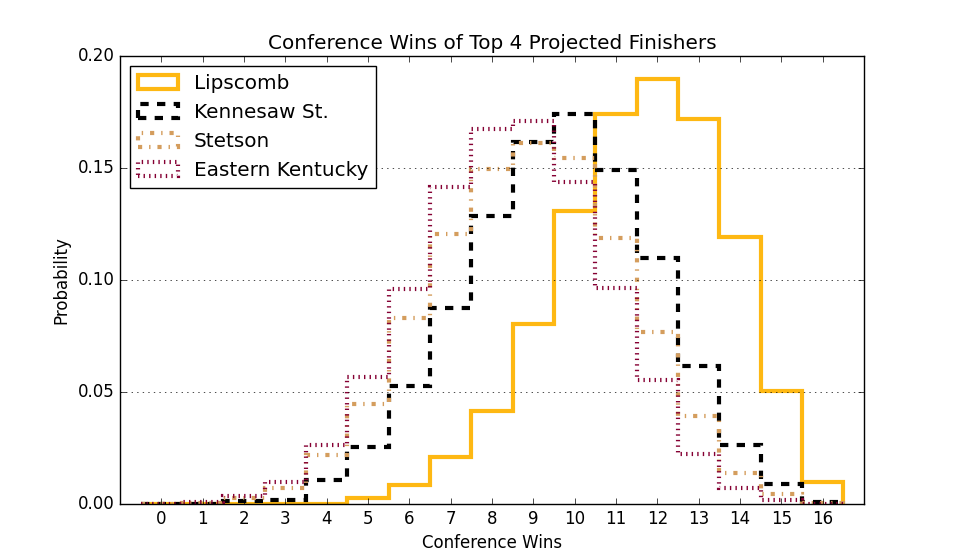 Conference Wins of Top 4 Projected Finishers
Lipscomb
Kennesaw St.
Stetson
Eastern Kentucky
0.20
0.15
0.10
0.05
0.00
Probability
0 1 2 3 4 5 6 7 8 9 10 11 12 13 14 15 16
Conference Wins